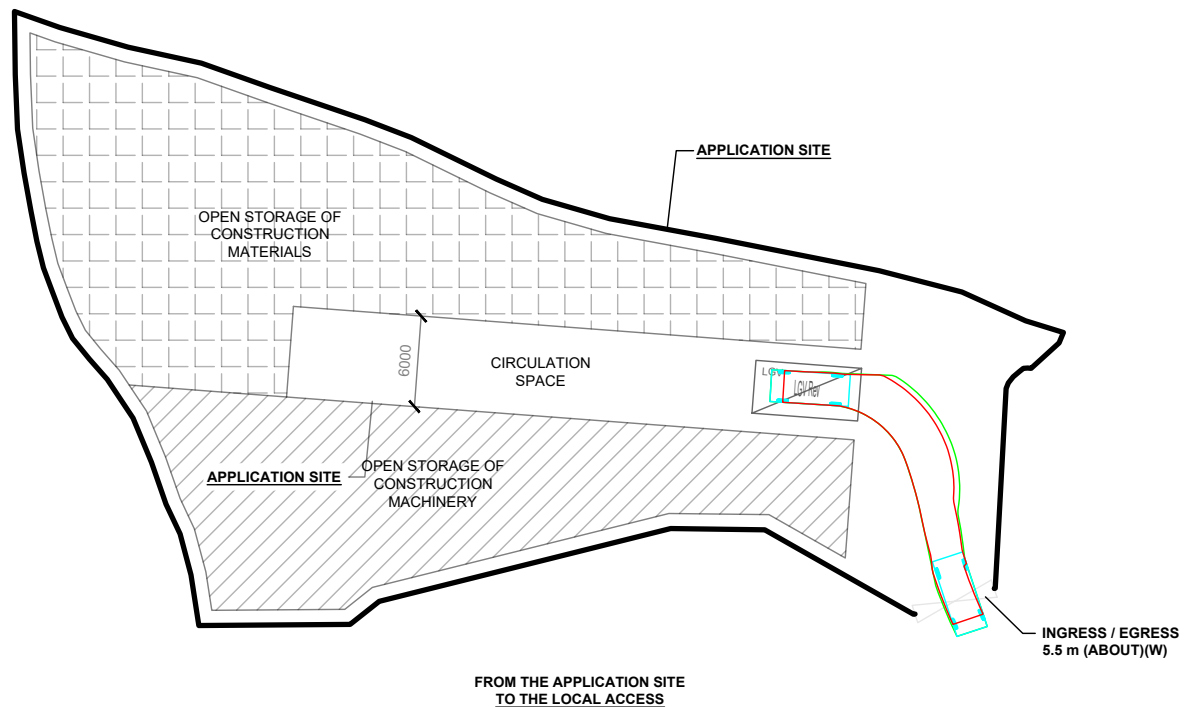 APPLICATION SITE
OPEN STORAGE OF
CONSTRUCTION
MATERIALS
6000
CIRCULATION
SPACE
LGV
LGV Rev
APPLICATION SITE
OPEN STORAGE OF
CONSTRUCTION
MACHINERY
INGRESS / EGRESS
5.5 m (ABOUT)(W)
FROM THE APPLICATION SITE
TO THE LOCAL ACCESS